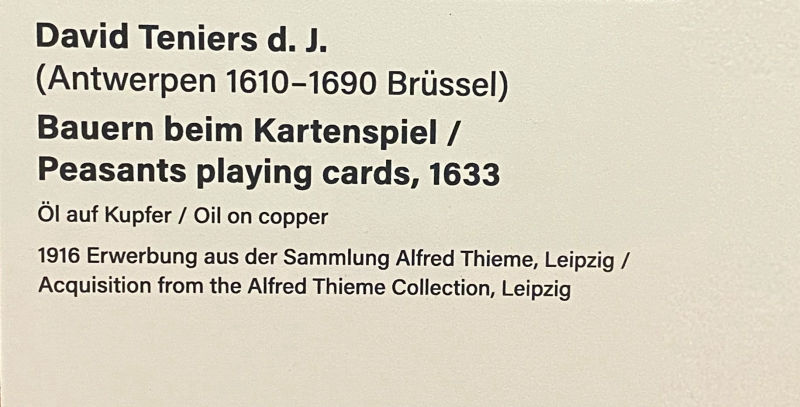 David Teniers d. J.
(Antwerpen 1610–1690 Brüssel)
Bauern beim Kartenspiel /
Peasants playing cards, 1633
Öl auf Kupfer / Oil on copper
1916 Erwerbung aus der Sammlung Alfred Thieme, Leipzig /
Acquisition from the Alfred Thieme Collection, Leipzig